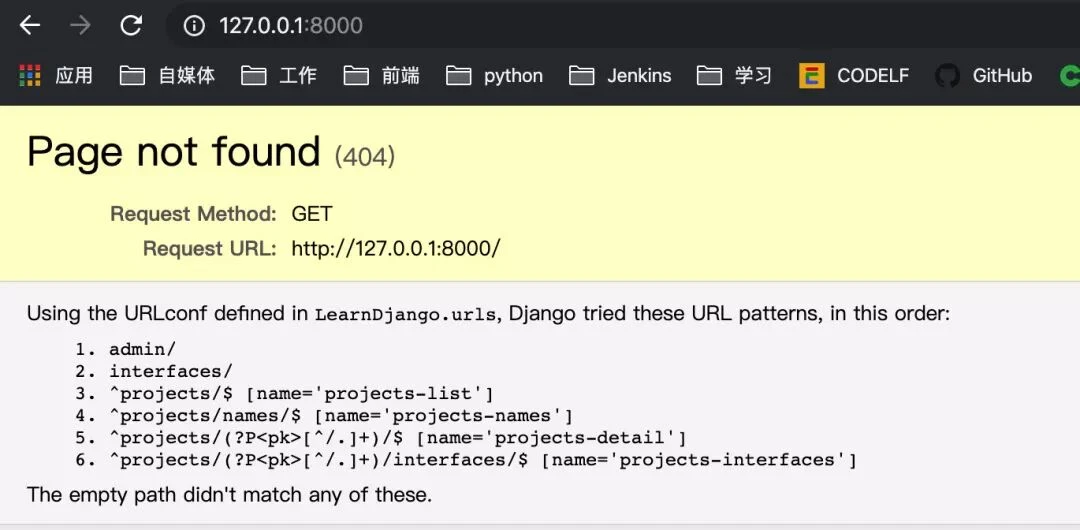 127.0.0.1:8000
应用 自媒体 工作 前端 python Jenkins 学习 CODELF GitHub
Page not found (404)
Request Method: GET
Request URL: http://127.0.0.1:8000/
Using the URLconf defined in LearnDjango.urls, Django tried these URL patterns, in this order:
1. admin/
2. interfaces/
3. ^projects/$ [name='projects-list']
4. ^projects/names/$ [name='projects-names']
5. ^projects/(?P<pk>[^/.]+)/$ [name='projects-detail']
6. ^projects/(?P<pk>[^/.]+)/interfaces/$ [name='projects-interfaces']
The empty path didn't match any of these.